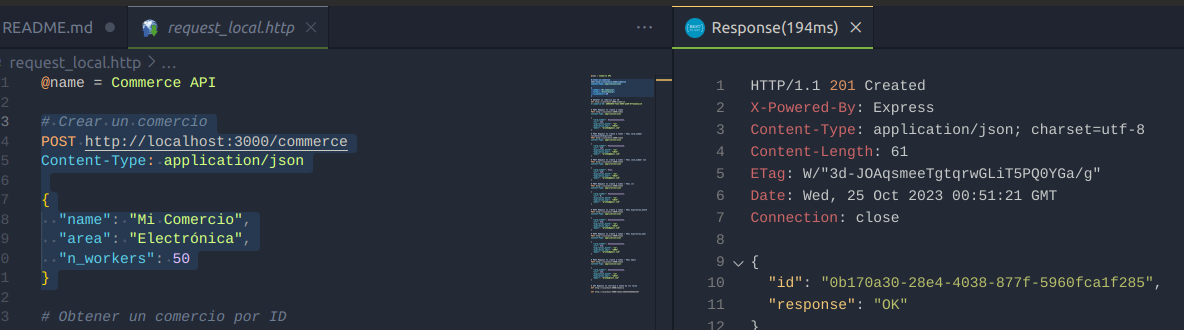 README.md
request_local.http
Response(194ms)
request_local.http > ...
1 @name = Commerce API
2
3 # Crear un comercio
4 POST http://localhost:3000/commerce
5 Content-Type: application/json
6
7 {
8 "name": "Mi Comercio",
9 "area": "Electrónica",
0 "n_workers": 50
1 }
2
3 # Obtener un comercio por ID
1 HTTP/1.1 201 Created
2 X-Powered-By: Express
3 Content-Type: application/json; charset=utf-8
4 Content-Length: 61
5 ETag: W/"3d-JOAqsmeeTgtqrwGLiT5PQ0YGa/g"
6 Date: Wed, 25 Oct 2023 00:51:21 GMT
7 Connection: close
8
9 {
10 "id": "0b170a30-28e4-4038-877f-5960fca1f285",
11 "response": "OK"
12 }